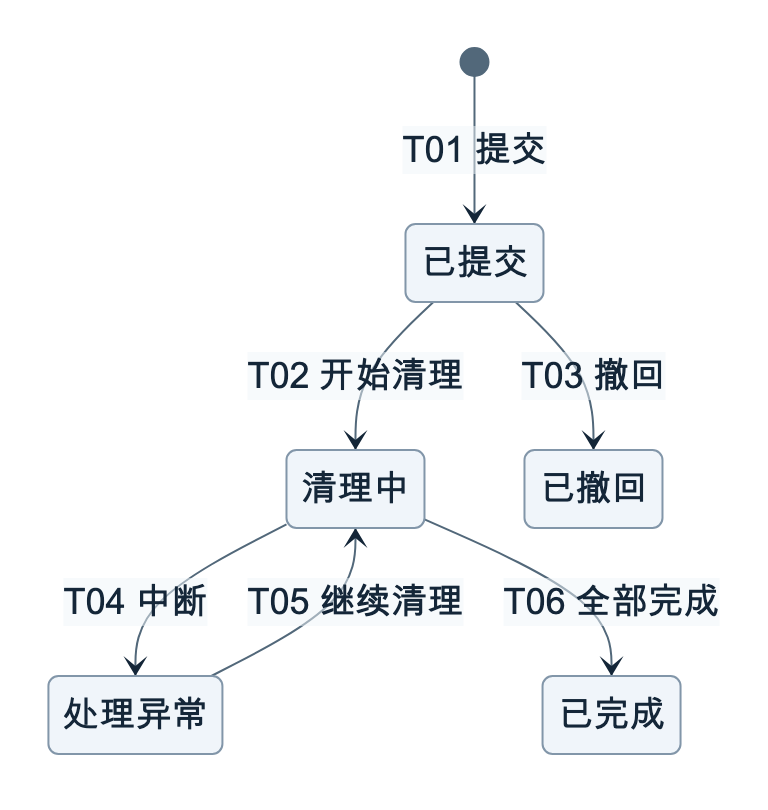 T01 提交
已提交
T02 开始清理
T03 撤回
清理中
已撤回
T04 中断
T05 继续清理
T06 全部完成
处理异常
已完成